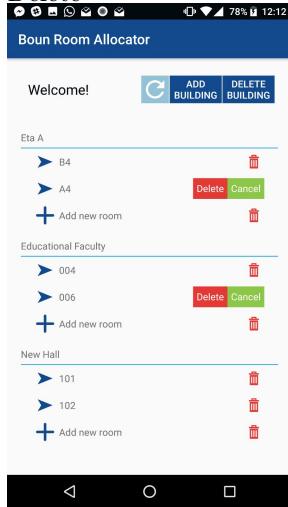 78% 12:12
Boun Room Allocator
Welcome!
ADD BUILDING
DELETE BUILDING
Eta A
B4
A4 Delete Cancel
Add new room
Educational Faculty
004
006 Delete Cancel
Add new room
New Hall
101
102
Add new room